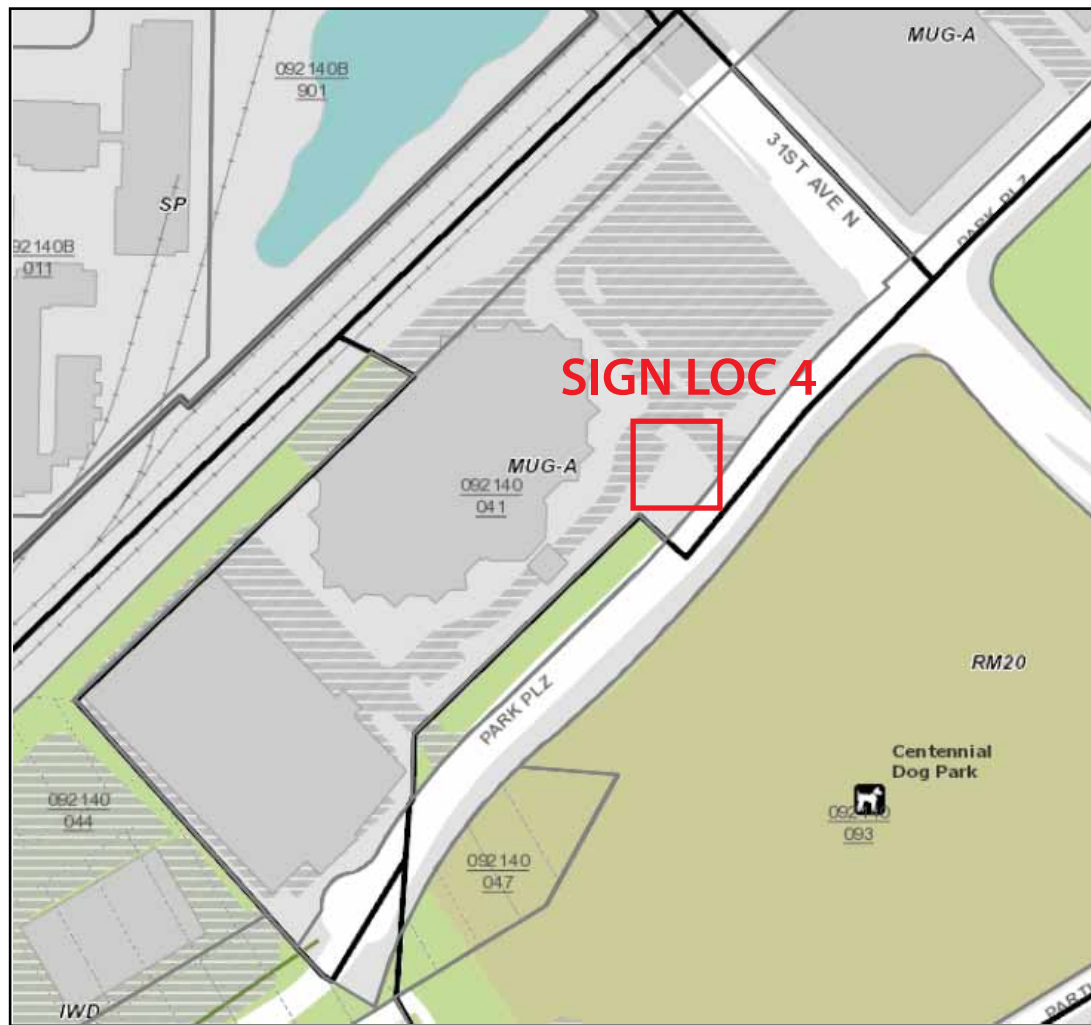 MUG-A
092140B
901
31ST AVE N
PARK PLZ
SP
011
SIGN LOC 4
MUG-A
092140
041
RM20
PARK PLZ
Centennial
Dog Park
093
092140
044
092140
047
IWD